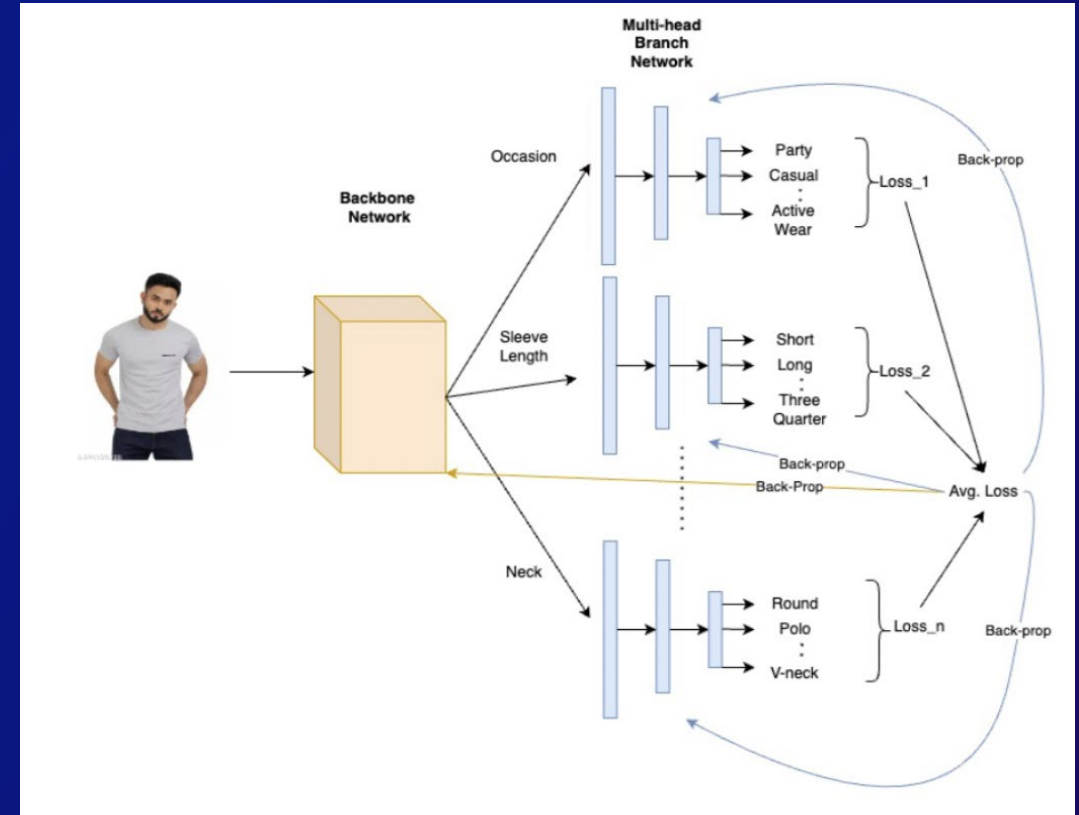 Multi-head
Branch
Network
Back-prop
Occasion
Party
Casual
Active
Wear
Loss_1
Backbone
Network
Sleeve
Length
Short
Long
Three
Quarter
Loss_2
Back-prop
Back-Prop
Avg. Loss
Neck
Round
Polo
V-neck
Loss_n
Back-prop